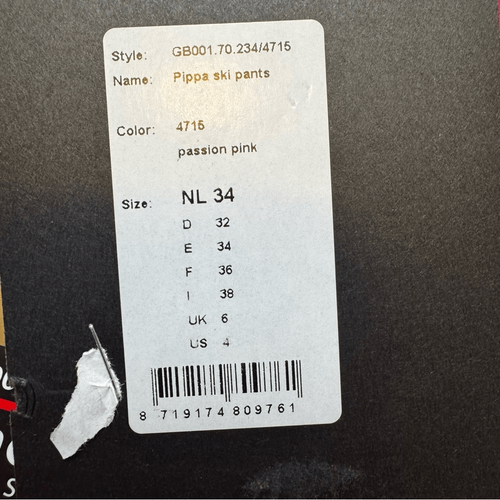 Style: GB001.70.234/4715
Name: Pippa ski pants
Color: 4715
passion pink
Size: NL 34
D 32
E 34
F 36
I 38
UK 6
US 4
8 719174 809761